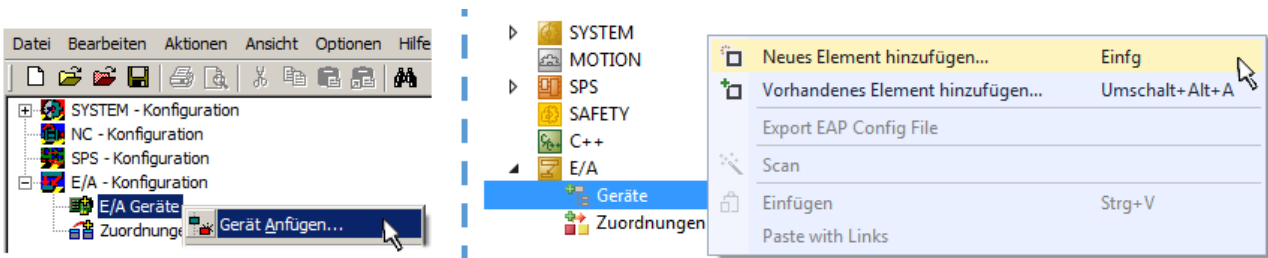 Datei Bearbeiten Aktionen Ansicht Optionen Hilfe
SYSTEM - Konfiguration
NC - Konfiguration
SPS - Konfiguration
E/A - Konfiguration
E/A Geräte
Gerät Anfügen...
Zuordnunge
SYSTEM
MOTION
SPS
SAFETY
C++
E/A
Geräte
Zuordnungen
Neues Element hinzufügen... Einfg
Vorhandenes Element hinzufügen... Umschalt+Alt+A
Export EAP Config File
Scan
Einfügen Strg+V
Paste with Links